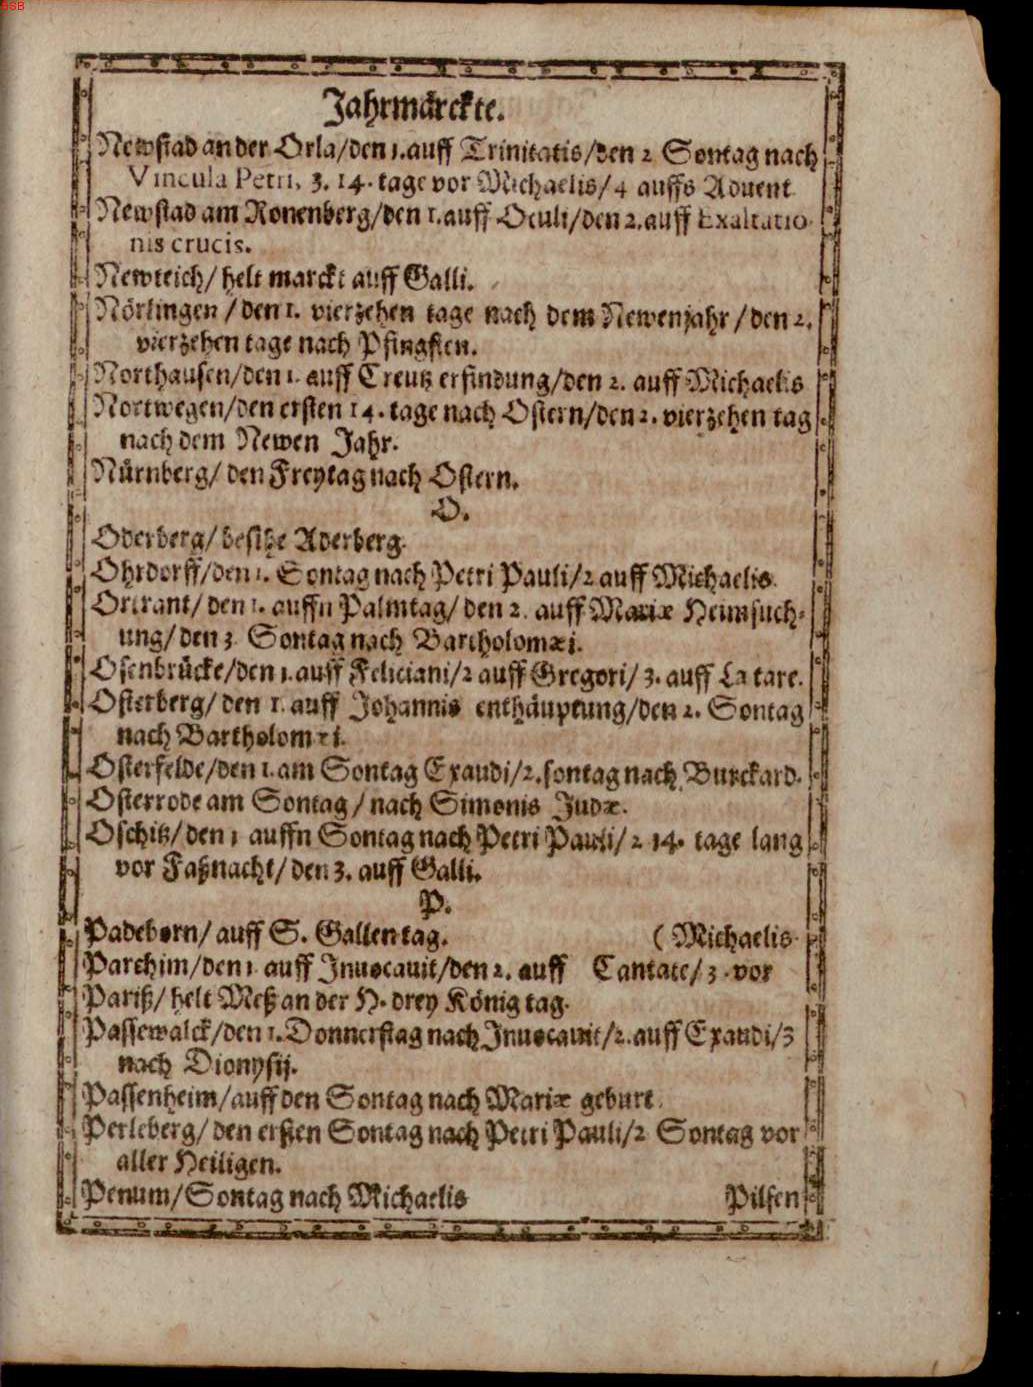 BSB
Jahrmärckte.
Newstad an der Orla/den 1. auff Trinitatis/den 2 Sontag nach
Vincula Petri, 3. 14. tage vor Michaelis/4 auffs Aduent
Newstad am Ronenberg/den 1. auff Oculi/den 2. auff Exaltatio-
nis crucis.
Newteich/ helt marckt auff Galli.
Nörlingen /den 1. vierzehen tage nach dem Newenjahr /den 2.
vierzehen tage nach Pfingsten.
Northausen/den 1. auff Creutz erfindung/den 2. auff Michaelis
Nortwegen/den ersten 14. tage nach Ostern/den 2. vierzehen tag
nach dem Newen Jahr.
Nürnberg/ den Freytag nach Ostern.
O.
Oderberg/ besihe Aderberg.
Ohrdorff/den 1. Sontag nach Petri Pauli/2 auff Michaelis.
Ortrant/ den 1. auffn Palmtag/ den 2. auff Mariæ Heimsuch-
ung/den 3 Sontag nach Bartholomæi.
Osenbrücke/den 1. auff Feliciani/2 auff Gregori/ 3. auff Lætare.
Osterberg/ den 1. auff Johannis enthäuptung/den 2. Sontag
nach Bartholomæi.
Osterfelde/den 1. am Sontag Exaudi/2. sontag nach Burckard.
Osterrode am Sontag / nach Simonis Judæ.
Oschitz/den 1 auffn Sontag nach Petri Pauli/ 2 14. tage lang
vor Faßnacht/ den 3. auff Galli.
P.
Padeborn/ auff S. Gallen tag. ( Michaelis.
Parchim/den 1 auff Inuocauit/den 2. auff Cantate/ 3. vor
Pariß/ helt Meß an der H. drey König tag.
Passewalck/den 1. Donnerstag nach Inuocauit/2. auff Exaudi/3
nach Dionysij.
Passenheim/auff den Sontag nach Mariæ geburt.
Perleberg/ den ersten Sontag nach Petri Pauli/2 Sontag vor
aller Heiligen.
Penum/Sontag nach Michaelis Pilsen